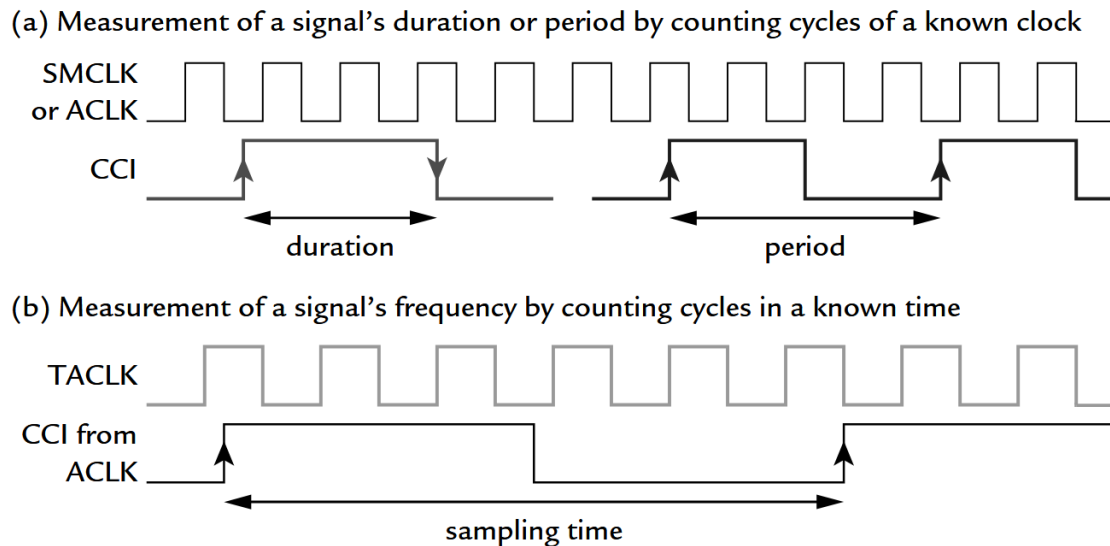 (a) Measurement of a signal’s duration or period by counting cycles of a known clock
SMCLK
or ACLK
CCI
duration
period
(b) Measurement of a signal’s frequency by counting cycles in a known time
TACLK
CCI from
ACLK
sampling time